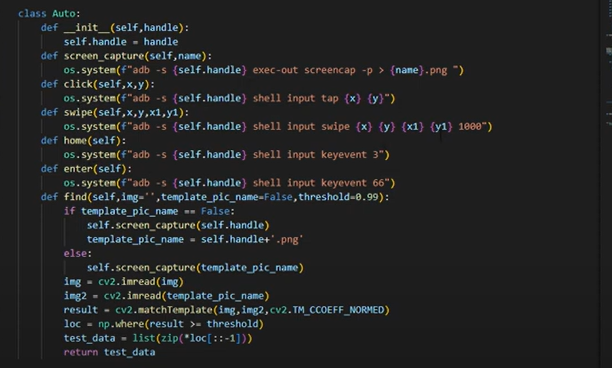 class Auto:
    def __init__(self,handle):
        self.handle = handle
    def screen_capture(self,name):
        os.system(f"adb -s {self.handle} exec-out screencap -p > {name}.png ")
    def click(self,x,y):
        os.system(f"adb -s {self.handle} shell input tap {x} {y}")
    def swipe(self,x,y,x1,y1):
        os.system(f"adb -s {self.handle} shell input swipe {x} {y} {x1} {y1} 1000")
    def home(self):
        os.system(f"adb -s {self.handle} shell input keyevent 3")
    def enter(self):
        os.system(f"adb -s {self.handle} shell input keyevent 66")
    def find(self,img='',template_pic_name=False,threshold=0.99):
        if template_pic_name == False:
            self.screen_capture(self.handle)
            template_pic_name = self.handle+'.png'
        else:
            self.screen_capture(template_pic_name)
        img = cv2.imread(img)
        img2 = cv2.imread(template_pic_name)
        result = cv2.matchTemplate(img,img2,cv2.TM_CCOEFF_NORMED)
        loc = np.where(result >= threshold)
        test_data = list(zip(*loc[::-1]))
        return test_data